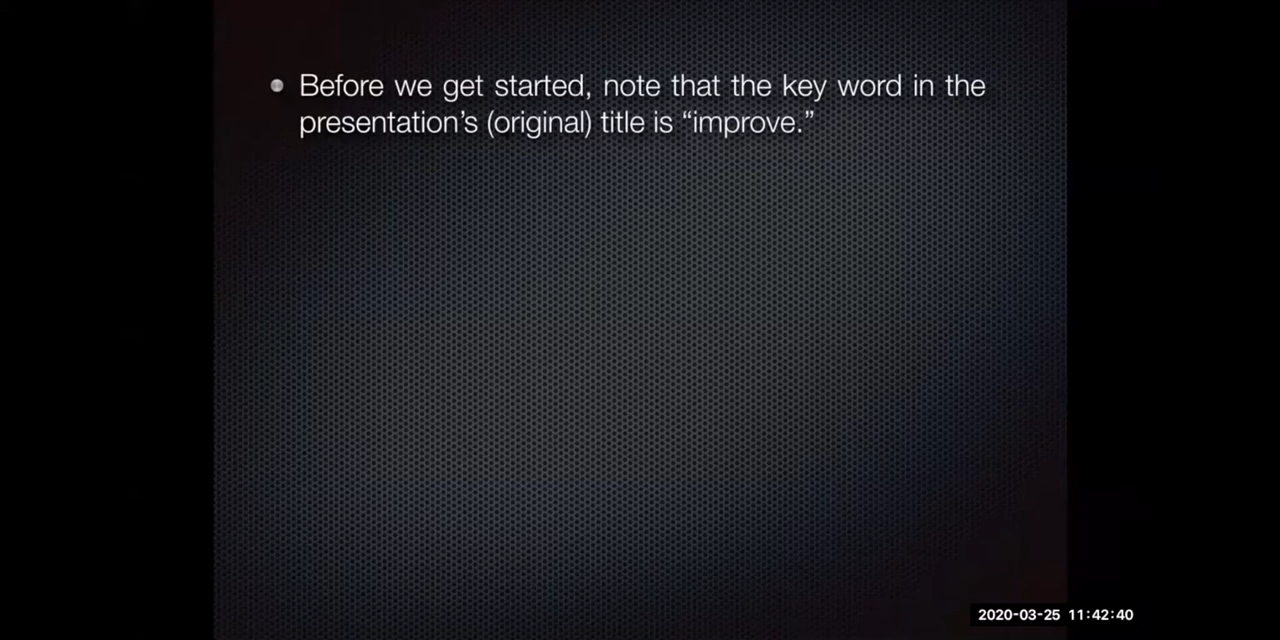 Before we get started, note that the key word in the
presentation’s (original) title is “improve.”
2020-03-25 11:42:40